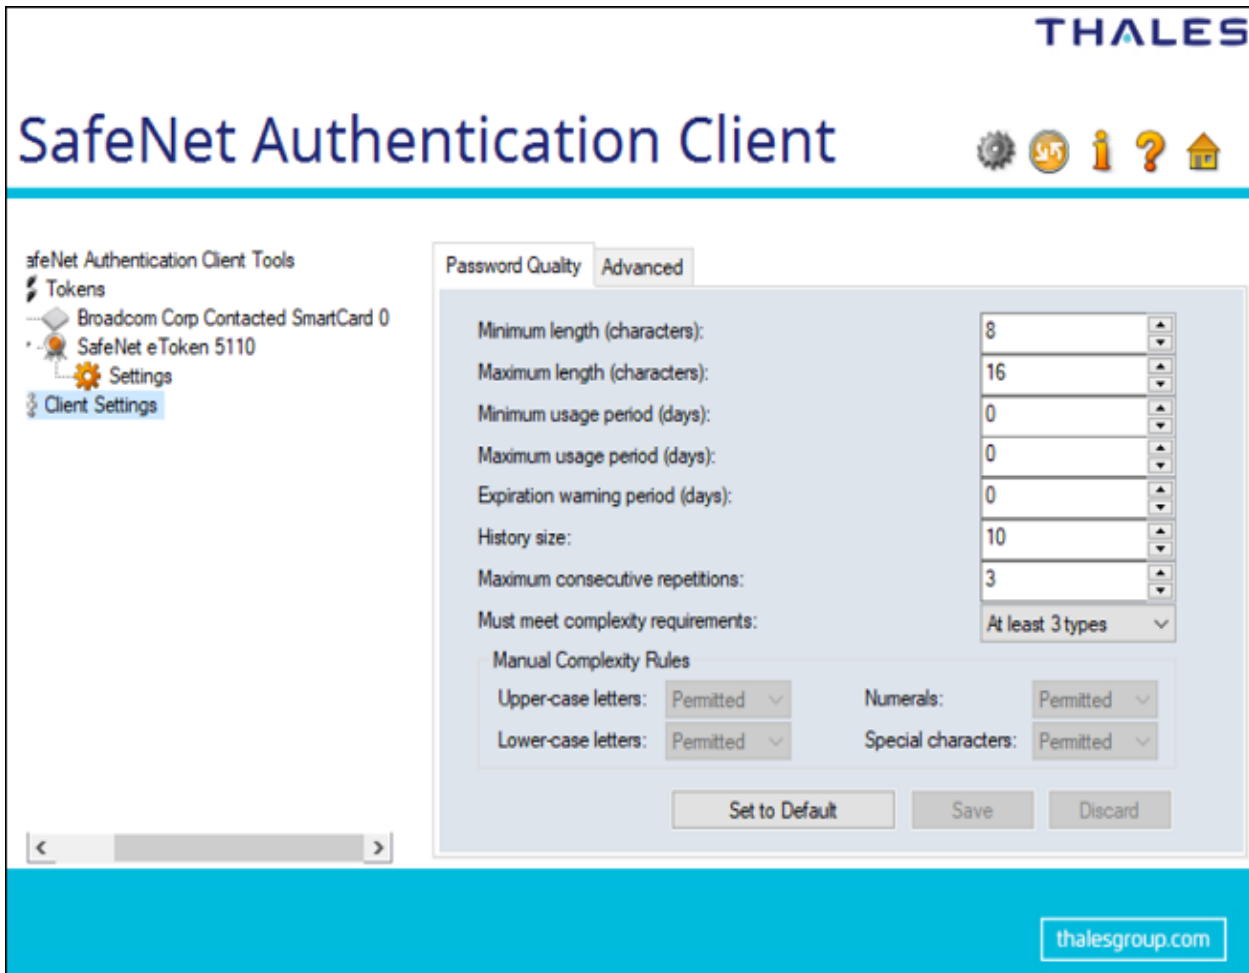 THALES
SafeNet Authentication Client
afeNet Authentication Client Tools
Tokens
Broadcom Corp Contacted SmartCard 0
SafeNet eToken 5110
Settings
Client Settings
Password Quality Advanced
Minimum length (characters): 8
Maximum length (characters): 16
Minimum usage period (days): 0
Maximum usage period (days): 0
Expiration warning period (days): 0
History size: 10
Maximum consecutive repetitions: 3
Must meet complexity requirements: At least 3 types
Manual Complexity Rules
Upper-case letters: Permitted Numerals: Permitted
Lower-case letters: Permitted Special characters: Permitted
Set to Default Save Discard
thalesgroup.com